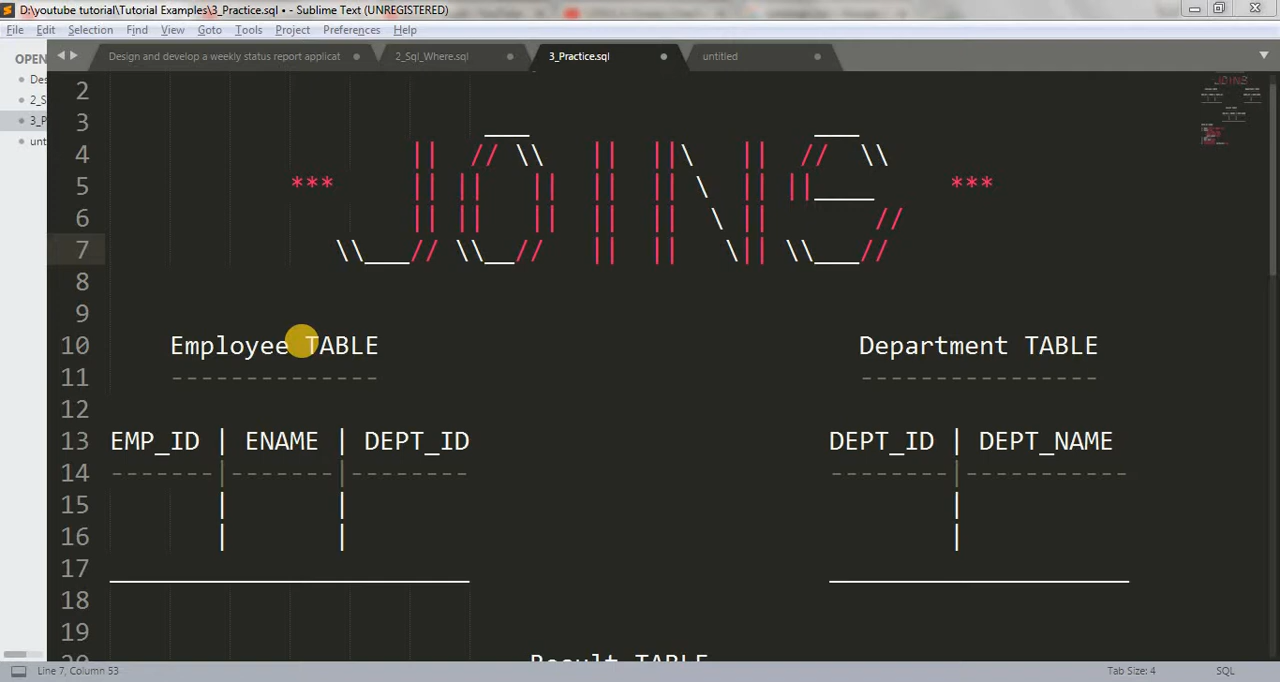 D:\youtube tutorial\Tutorial Examples\3_Practice.sql • - Sublime Text (UNREGISTERED)
File Edit Selection Find View Goto Tools Project Preferences Help
OPEN
Design and develop a weekly status report applicat
2_Sql_Where.sql
3_Practice.sql
untitled
2
3
4
5 *** ***
6
7
8
9
10 Employee TABLE Department TABLE
11 -------------- ----------------
12
13 EMP_ID | ENAME | DEPT_ID DEPT_ID | DEPT_NAME
14 -------|-------|-------- --------|-----------
15 | | |
16 | | |
17
18
19
20 Result TABLE
JOINS
Line 7, Column 53
Tab Size: 4
SQL